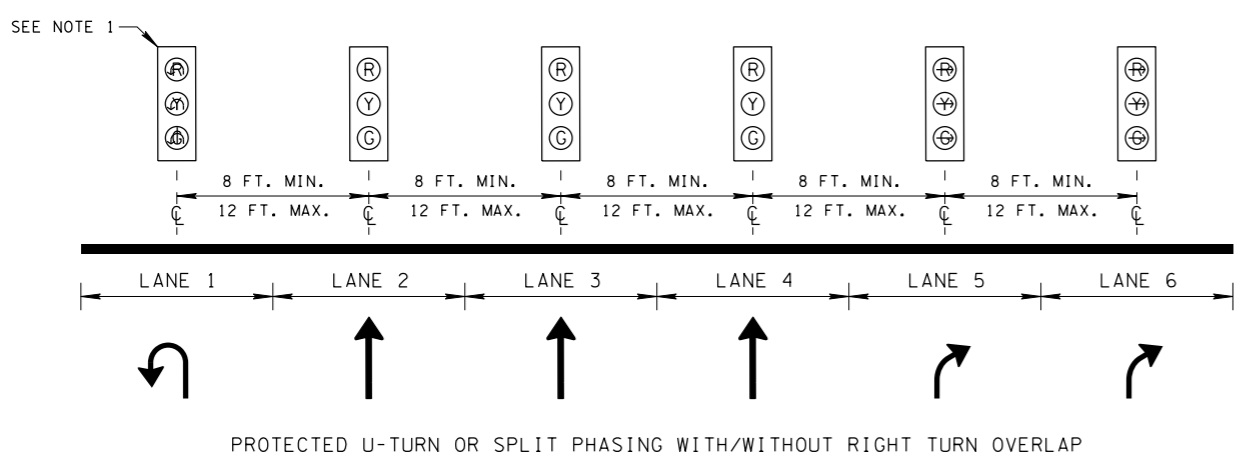 SEE NOTE 1
R R R R R R
Y Y Y Y Y Y
G G G G G G
8 FT. MIN. 8 FT. MIN. 8 FT. MIN. 8 FT. MIN. 8 FT. MIN.
12 FT. MAX. 12 FT. MAX. 12 FT. MAX. 12 FT. MAX. 12 FT. MAX.
℄ ℄ ℄ ℄ ℄ ℄
LANE 1 LANE 2 LANE 3 LANE 4 LANE 5 LANE 6
PROTECTED U-TURN OR SPLIT PHASING WITH/WITHOUT RIGHT TURN OVERLAP